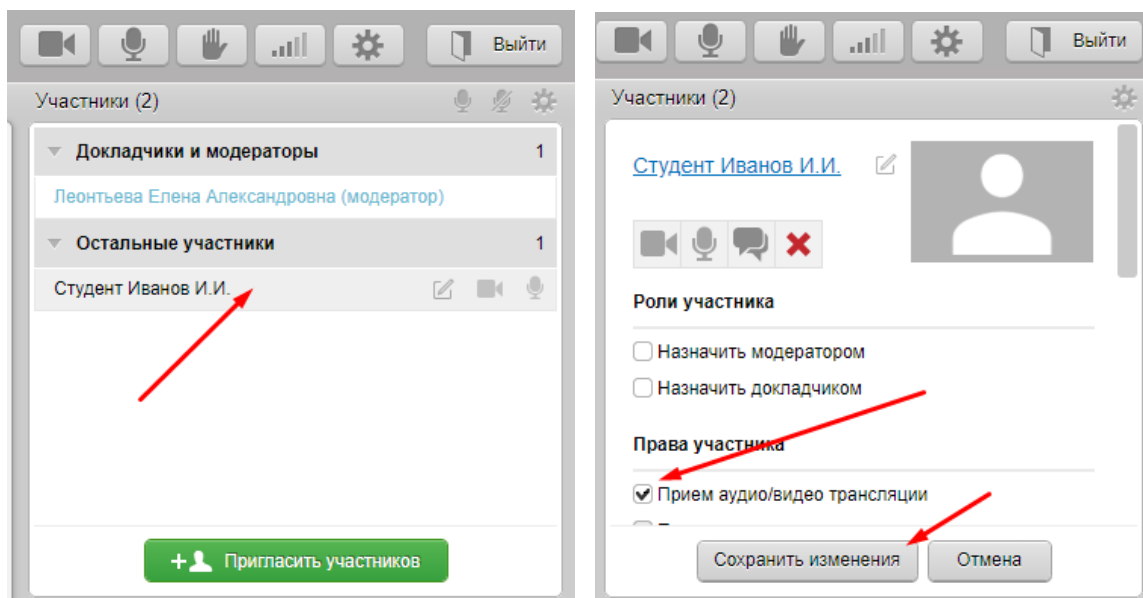 Выйти
Участники (2)
Докладчики и модераторы 1
Леонтьева Елена Александровна (модератор)
Остальные участники 1
Студент Иванов И.И.
Пригласить участников
Выйти
Участники (2)
Студент Иванов И.И.
Роли участника
Назначить модератором
Назначить докладчиком
Права участника
Прием аудио/видео трансляции
Сохранить изменения
Отмена